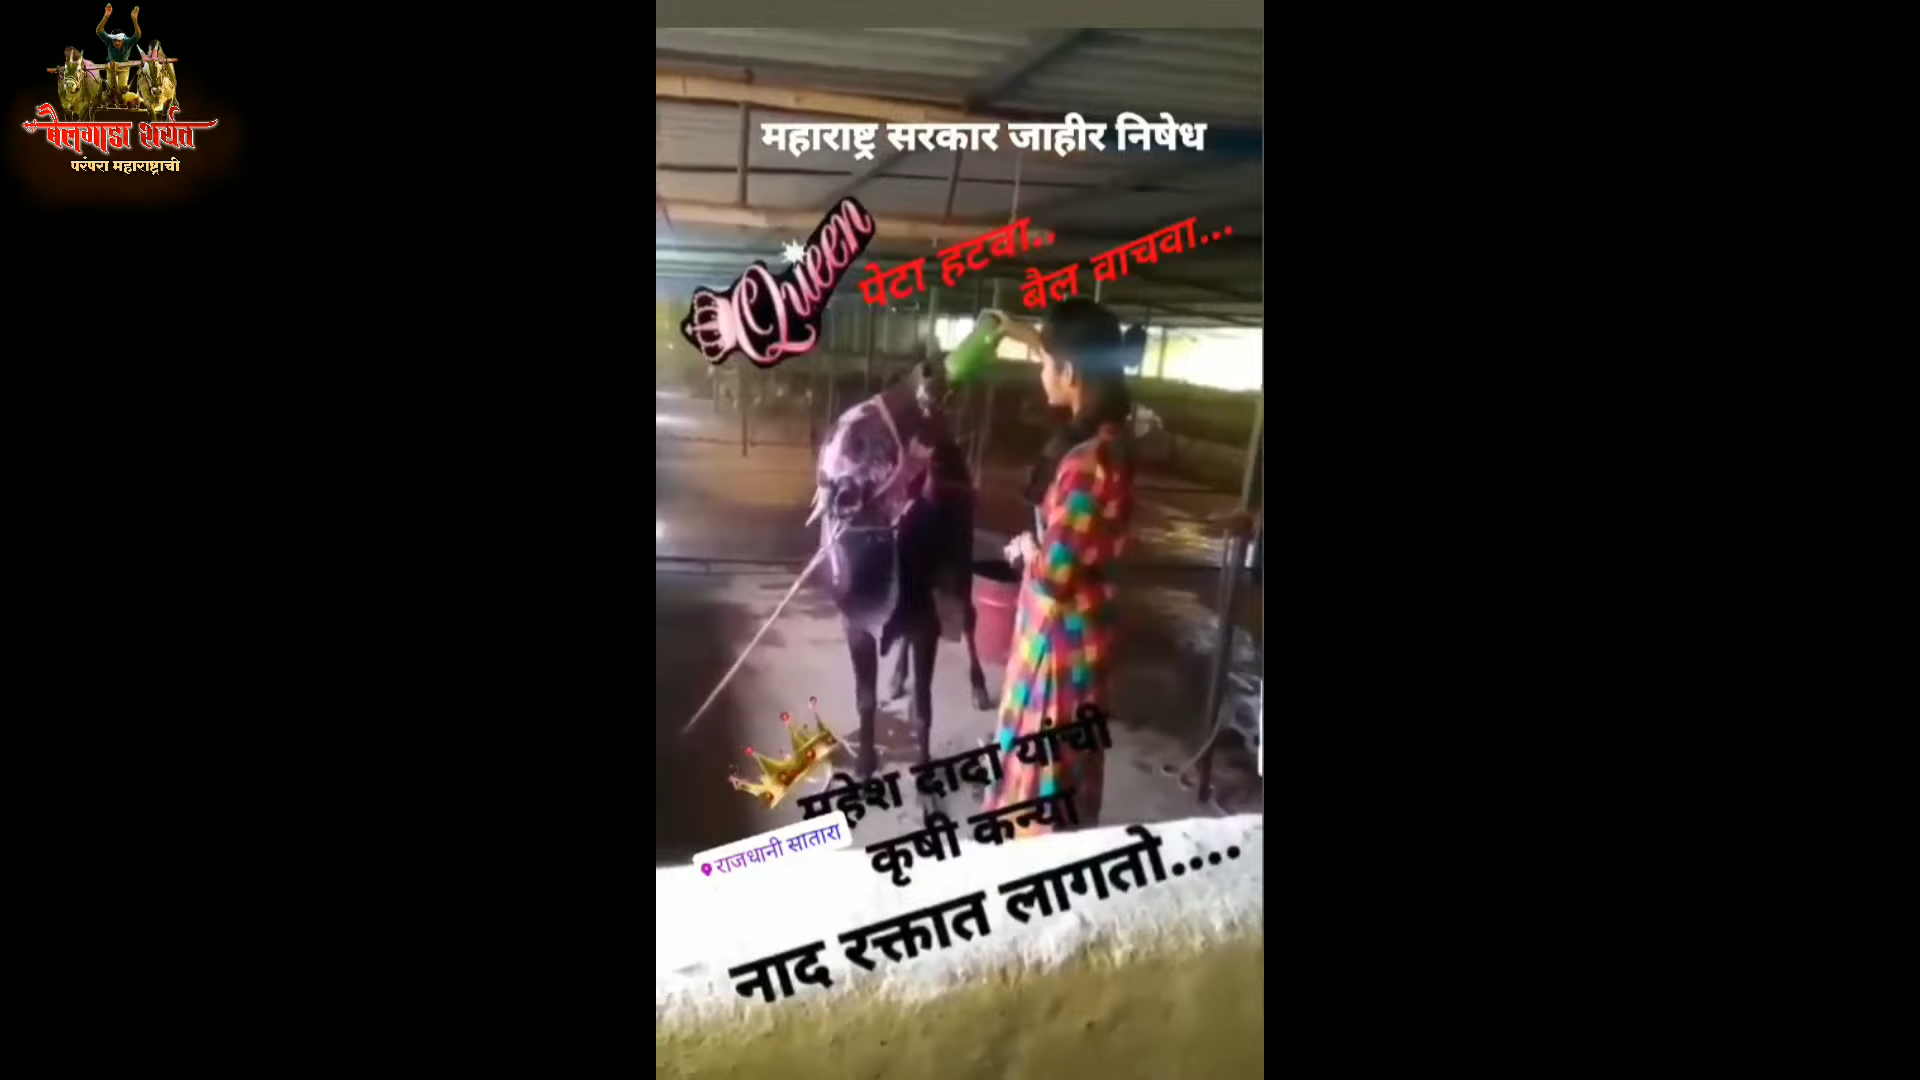 बैलगाडा शर्यत
परंपरा महाराष्ट्राची
महाराष्ट्र सरकार जाहीर निषेध
Queen
पेटा हटवा..
बैल वाचवा...
महेश दादा यांची
राजधानी सातारा
कृषी कन्या
नाद रक्तात लागतो....